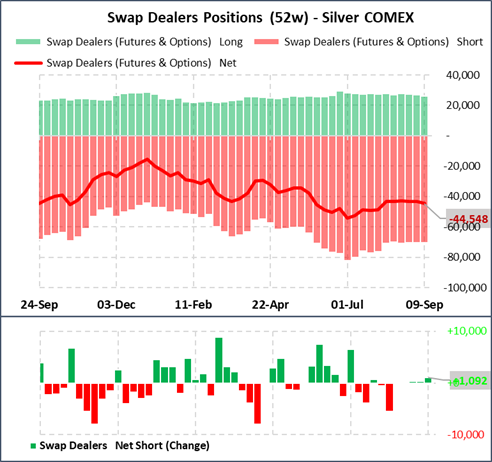 Swap Dealers Positions (52w) - Silver COMEX
Swap Dealers (Futures & Options) Long
Swap Dealers (Futures & Options) Short
Swap Dealers (Futures & Options) Net
40,000
20,000
-
-20,000
-40,000
-44,548
-60,000
-80,000
-100,000
24-Sep 03-Dec 11-Feb 22-Apr 01-Jul 09-Sep
+10,000
+1,092
-10,000
Swap Dealers Net Short (Change)